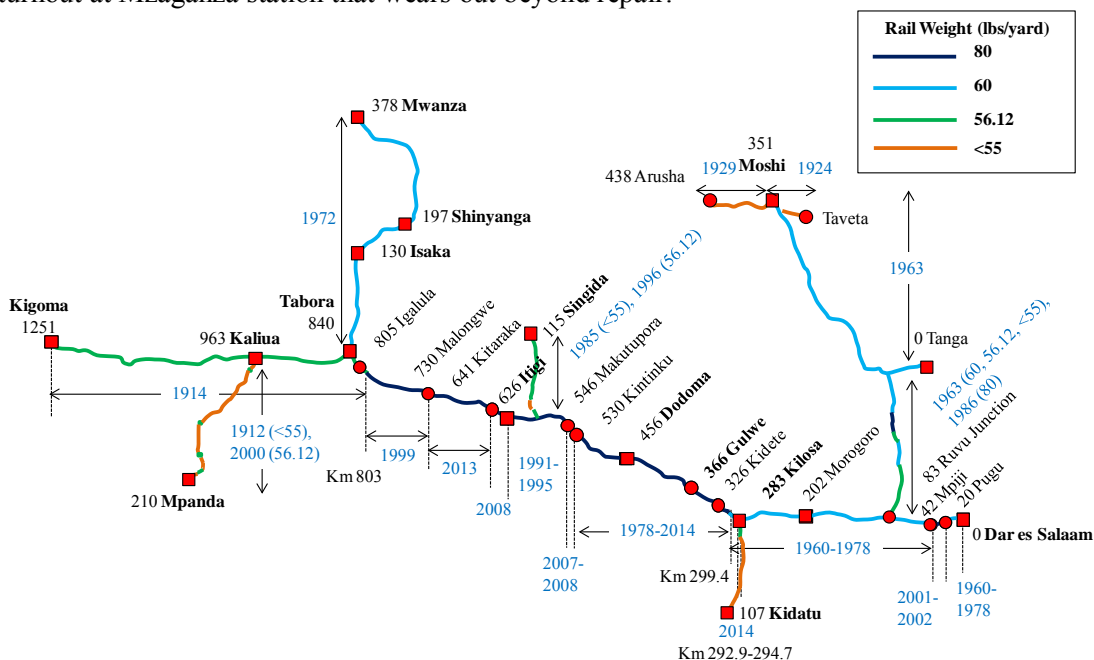 turnout at Mzaganza station that wears out beyond repair?
Rail Weight (lbs/yard)
80
60
56.12
<55
378 Mwanza
351
Moshi
1929
1924
438 Arusha
Taveta
1972
197 Shinyanga
130 Isaka
1963
Kigoma
1251
Tabora
840
963 Kaliua
805 Igalula
730 Malongwe
641 Kitaraka
626 Itigi
115 Singida
1985 (<55), 1996 (56.12)
546 Makutupora
530 Kintinku
456 Dodoma
366 Gulwe
326 Kidete
283 Kilosa
202 Morogoro
0 Tanga
1963 (60, 56.12, <55),
1986 (80)
83 Ruvu Junction
42 Mpiji
20 Pugu
0 Dar es Salaam
1914
1912 (<55),
2000 (56.12)
210 Mpanda
Km 803
1999
2013
2008
1991-
1995
2007-
2008
1978-2014
1960-1978
Km 299.4
2001-
2002
1960-
1978
107 Kidatu
2014
Km 292.9-294.7